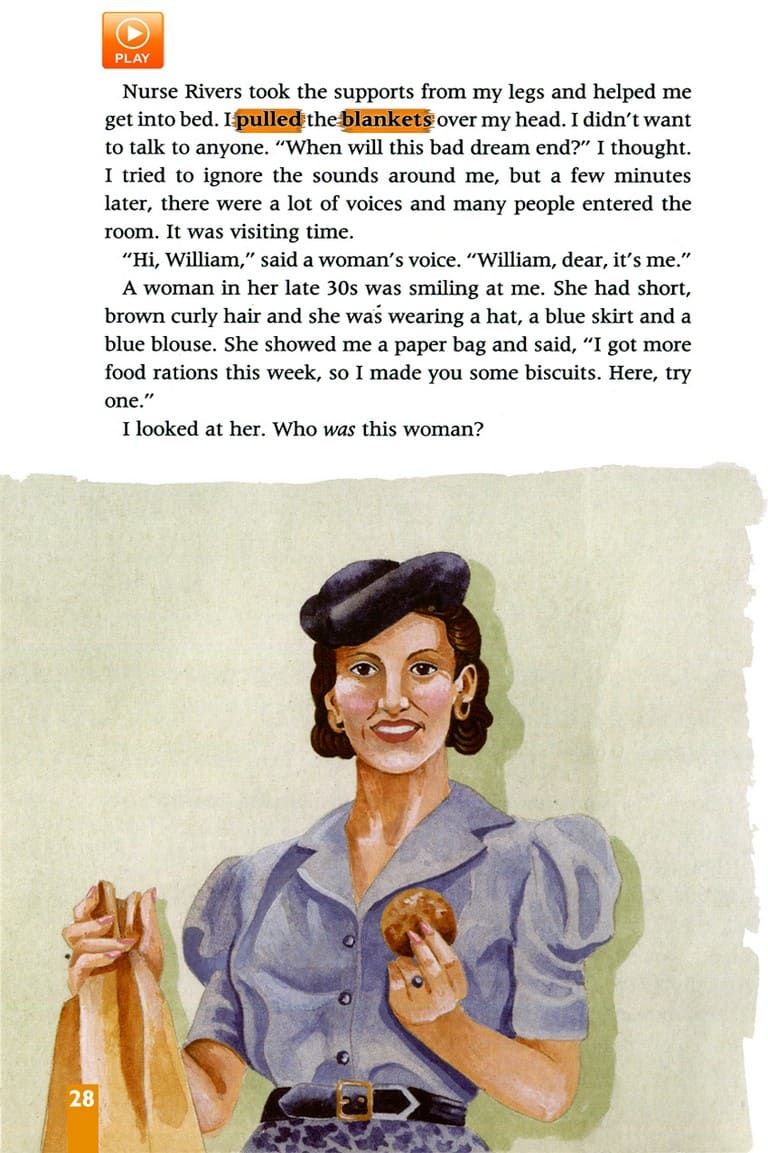 PLAY
Nurse Rivers took the supports from my legs and helped me
get into bed. I pulled the blankets over my head. I didn't want
to talk to anyone. “When will this bad dream end?” I thought.
I tried to ignore the sounds around me, but a few minutes
later, there were a lot of voices and many people entered the
room. It was visiting time.
“Hi, William,” said a woman's voice. “William, dear, it's me.”
A woman in her late 30s was smiling at me. She had short,
brown curly hair and she was wearing a hat, a blue skirt and a
blue blouse. She showed me a paper bag and said, “I got more
food rations this week, so I made you some biscuits. Here, try
one.”
I looked at her. Who was this woman?
28